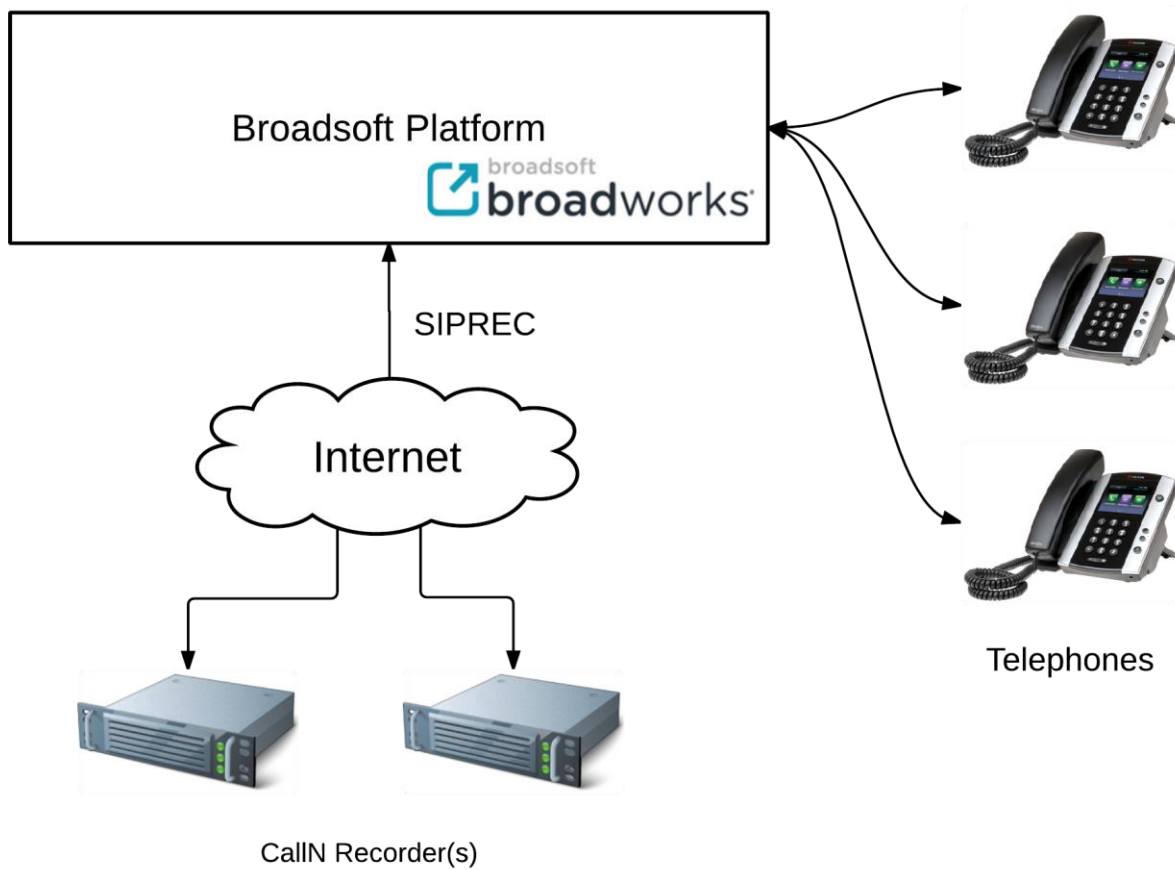 Broadsoft Platform
broadsoft
broadworks
SIPREC
Internet
Telephones
CallN Recorder(s)